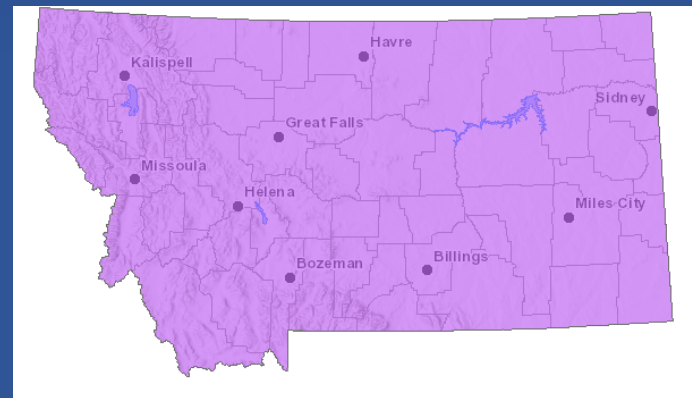 Havre
Kalispell
Sidney
Great Falls
Missoula
Helena
Miles City
Billings
Bozeman